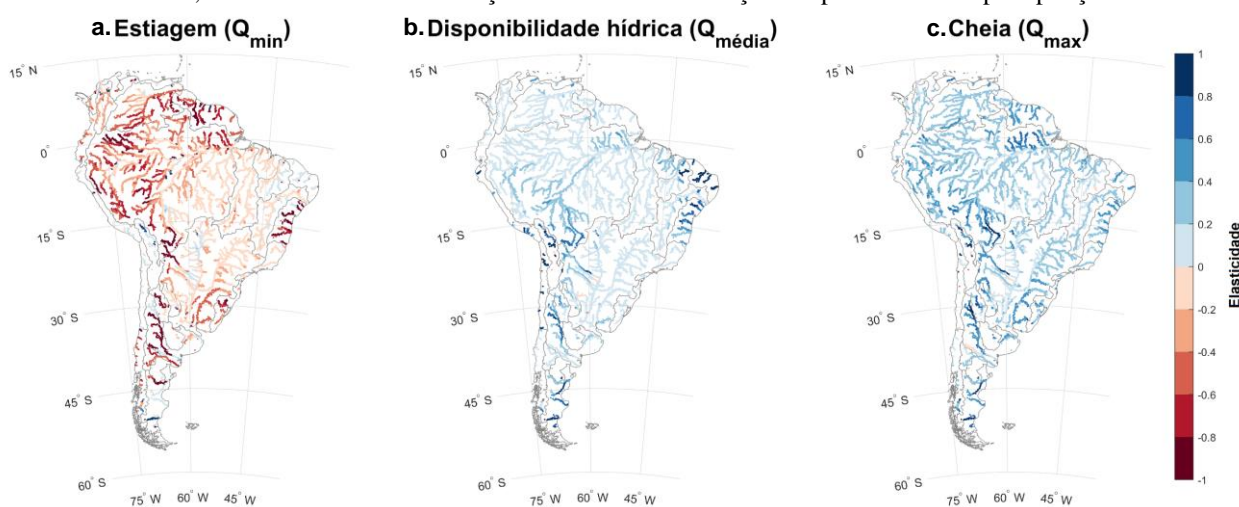 a. Estiagem (Qmin)
b. Disponibilidade hídrica (Qmédia)
c. Cheia (Qmax)
15° N
0°
15° S
30° S
45° S
60° S
75° W 60° W 45° W
15° N
0°
15° S
30° S
45° S
60° S
75° W 60° W 45° W
15° N
0°
15° S
30° S
45° S
60° S
75° W 60° W 45° W
1
0.8
0.6
0.4
0.2
0
-0.2
-0.4
-0.6
-0.8
-1
Elasticidade